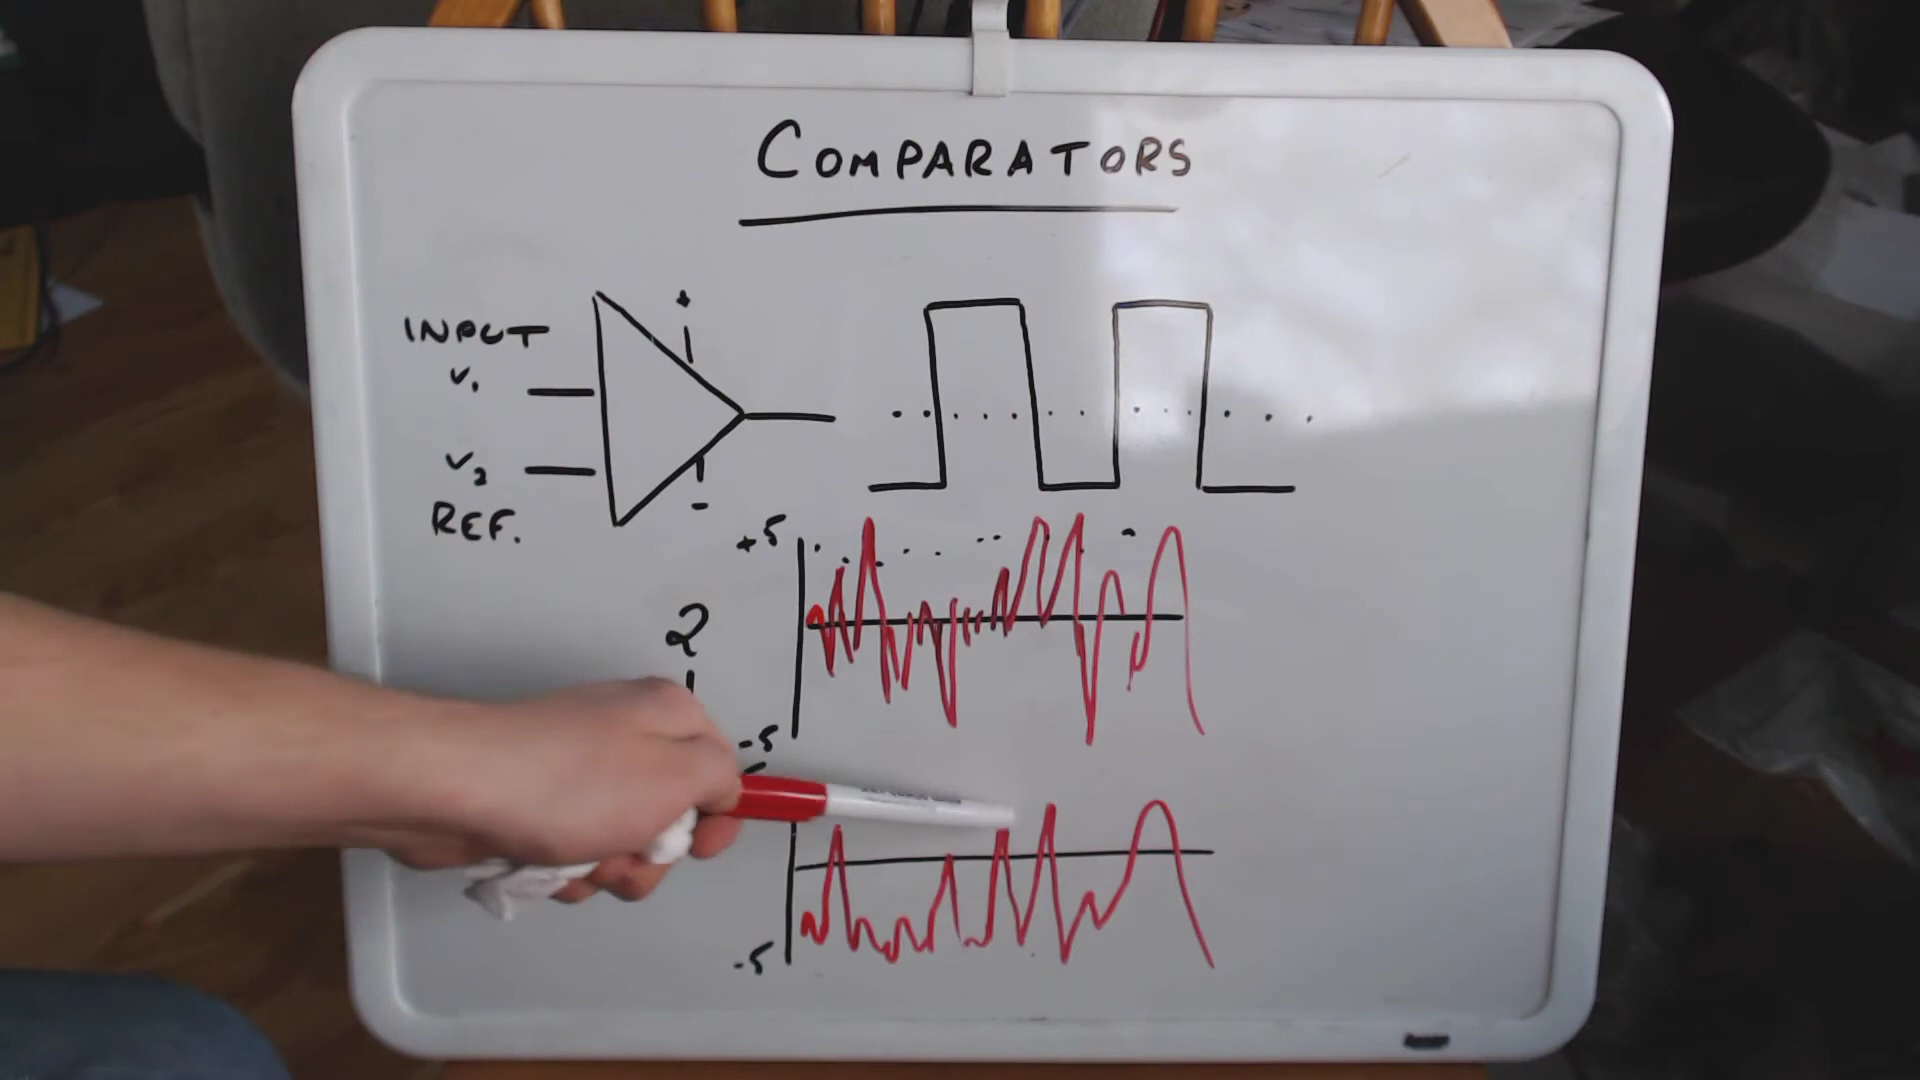 COMPARATORS
+
INPUT
V1
V2
-
REF.
+5
2
-5
-5